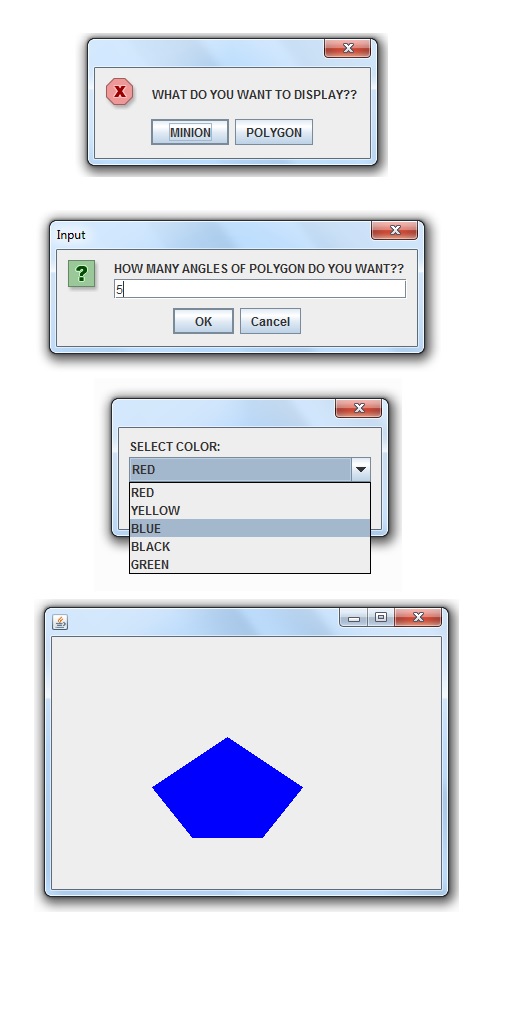 WHAT DO YOU WANT TO DISPLAY??
MINION POLYGON
Input
HOW MANY ANGLES OF POLYGON DO YOU WANT??
5
OK Cancel
SELECT COLOR:
RED
RED
YELLOW
BLUE
BLACK
GREEN